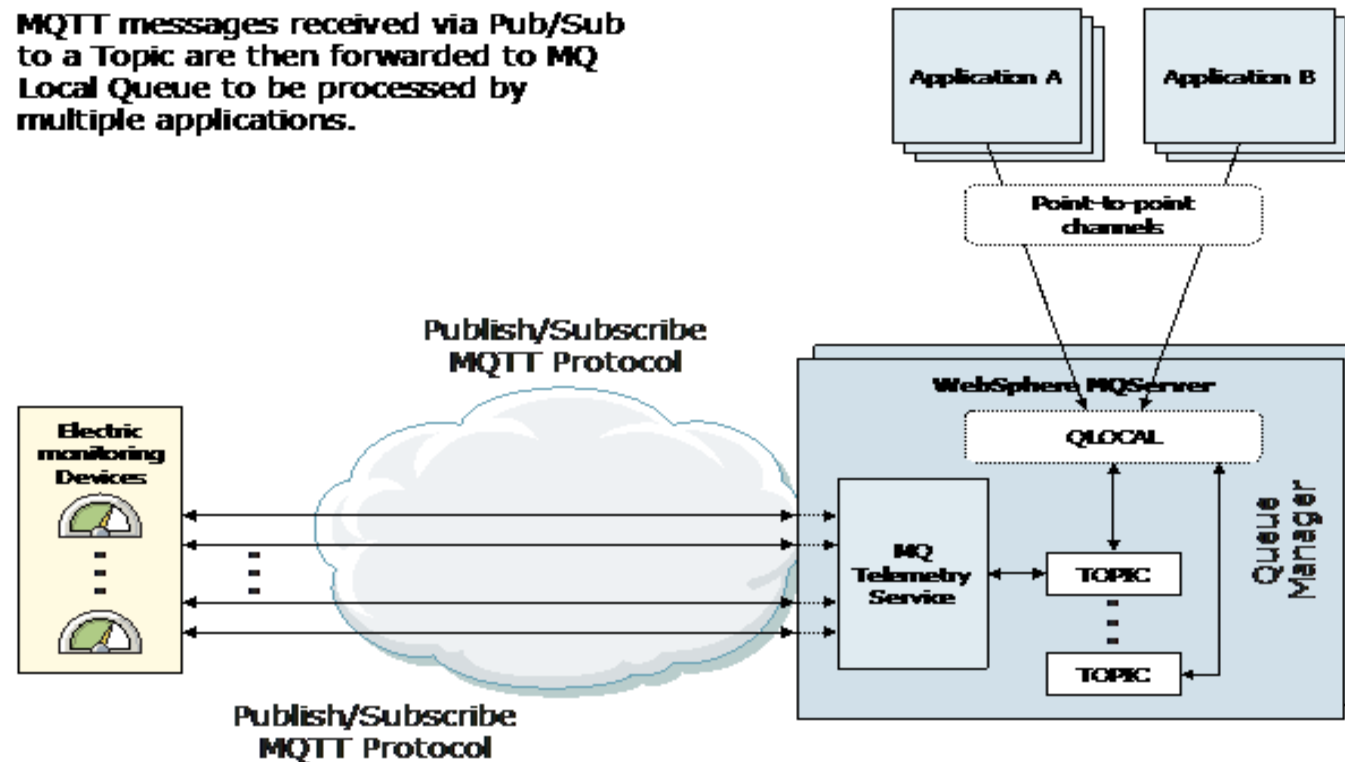 MQTT messages received via Pub/Sub
to a Topic are then forwarded to MQ
Local Queue to be processed by
multiple applications.
Application A
Application B
Point-to-point
channels
Publish/Subscribe
MQTT Protocol
WebSphere MQServer
QLOCAL
Electric
monitoring
Devices
MQ
Telemetry
Service
TOPIC
TOPIC
Queue
Manager
Publish/Subscribe
MQTT Protocol